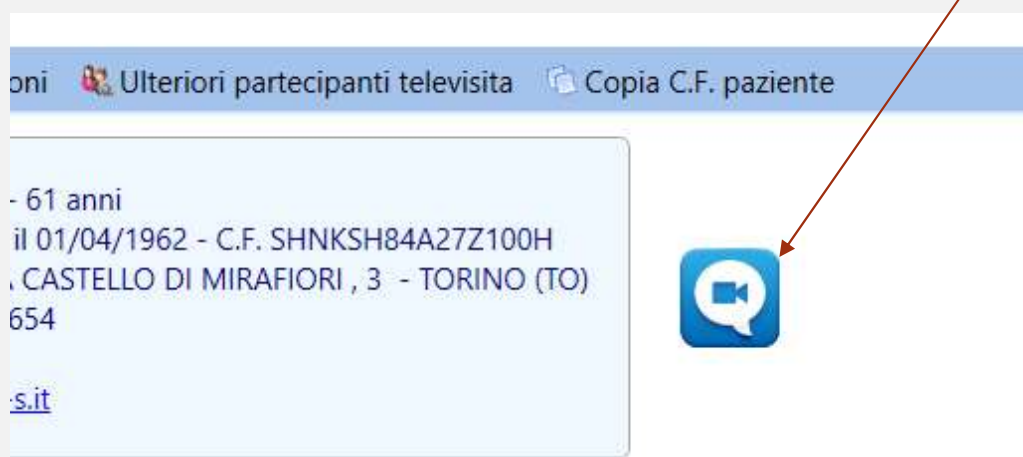 oni Ulteriori partecipanti televisita Copia C.F. paziente
- 61 anni
il 01/04/1962 - C.F. SHNKSH84A27Z100H
CASTELLO DI MIRAFIORI , 3 - TORINO (TO)
654
s.it